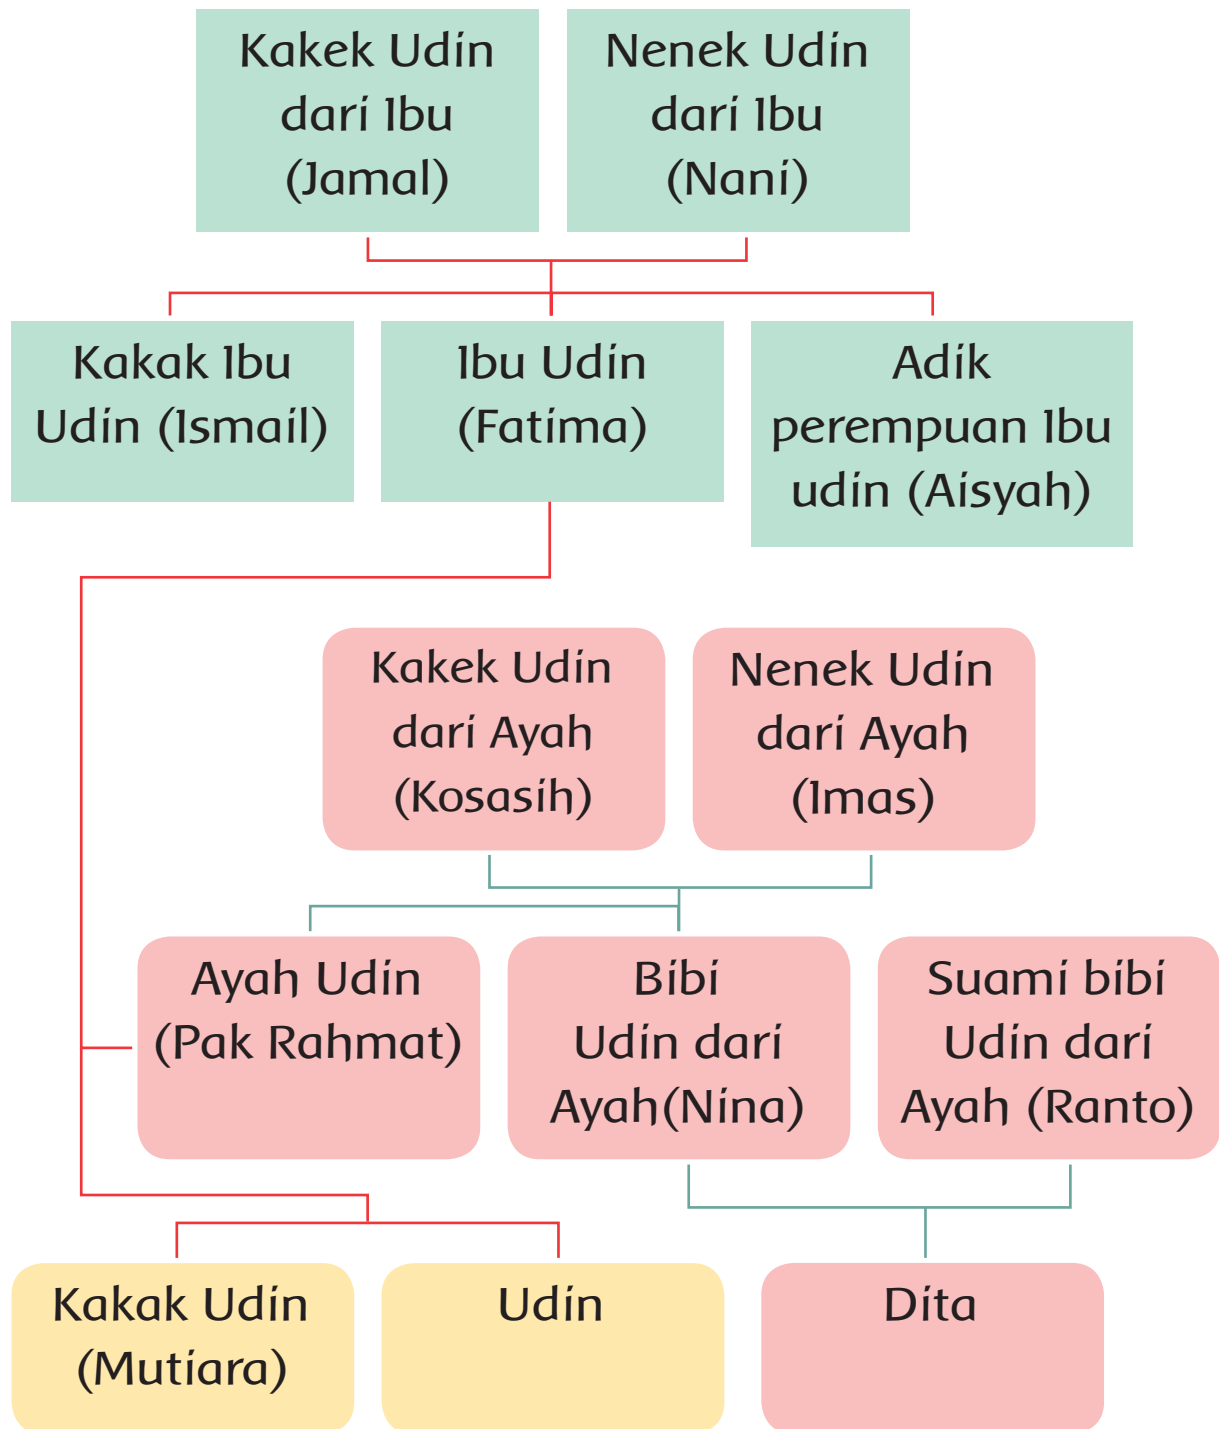 Kakek Udin
dari Ibu
(Jamal)
Nenek Udin
dari Ibu
(Nani)
Kakak Ibu
Udin (Ismail)
Ibu Udin
(Fatima)
Adik
perempuan Ibu
udin (Aisyah)
Kakek Udin
dari Ayah
(Kosasih)
Nenek Udin
dari Ayah
(Imas)
Ayah Udin
(Pak Rahmat)
Bibi
Udin dari
Ayah(Nina)
Suami bibi
Udin dari
Ayah (Ranto)
Kakak Udin
(Mutiara)
Udin
Dita